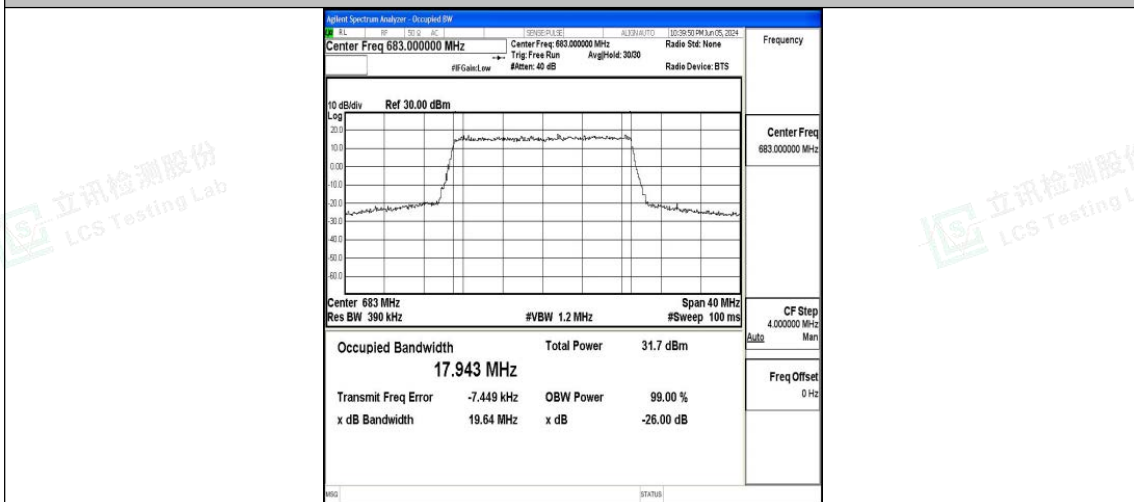 Agilent Spectrum Analyzer - Occupied BW
RL RF 50 Ω AC SENSE:PULSE ALIGNAUTO 10:39:50 PM Jun 05, 2024
Center Freq 683.000000 MHz
Center Freq: 683.000000 MHz
Radio Std: None
Trig: Free Run Avg|Hold: 30/30
#IFGain:Low #Atten: 40 dB Radio Device: BTS
Frequency
10 dB/div Ref 30.00 dBm
Log
20.0
10.0
0.00
-10.0
-20.0
-30.0
-40.0
-50.0
-60.0
Center Freq
683.000000 MHz
Center 683 MHz Span 40 MHz
Res BW 390 kHz #VBW 1.2 MHz #Sweep 100 ms
CF Step
4.000000 MHz
Auto Man
Occupied Bandwidth Total Power 31.7 dBm
17.943 MHz
Freq Offset
0 Hz
Transmit Freq Error -7.449 kHz OBW Power 99.00 %
x dB Bandwidth 19.64 MHz x dB -26.00 dB
MSG STATUS
立讯检测股份
LCS Testing Lab
立讯检测股份
LCS Testing L